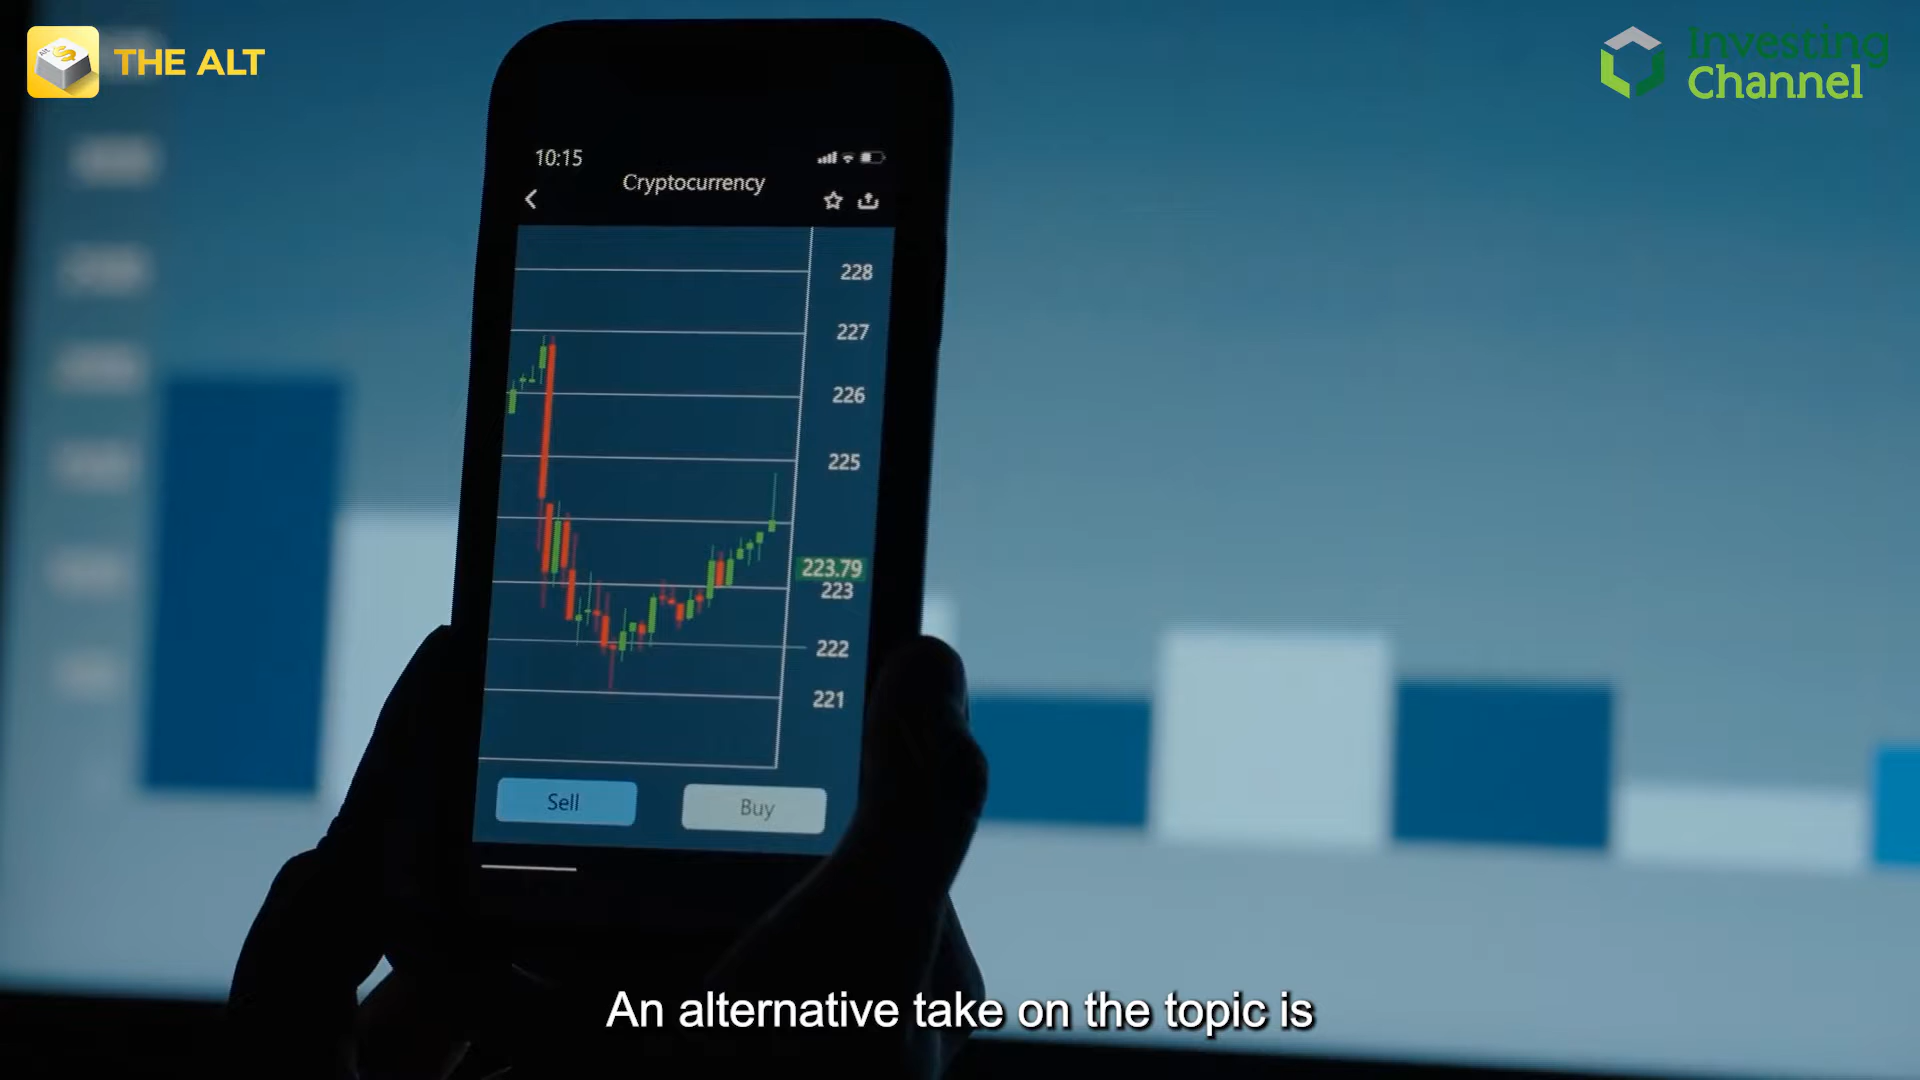 THE ALT
Investing
Channel
10:15
Cryptocurrency
228
227
226
225
223.79
223
222
221
Sell
Buy
An alternative take on the topic is